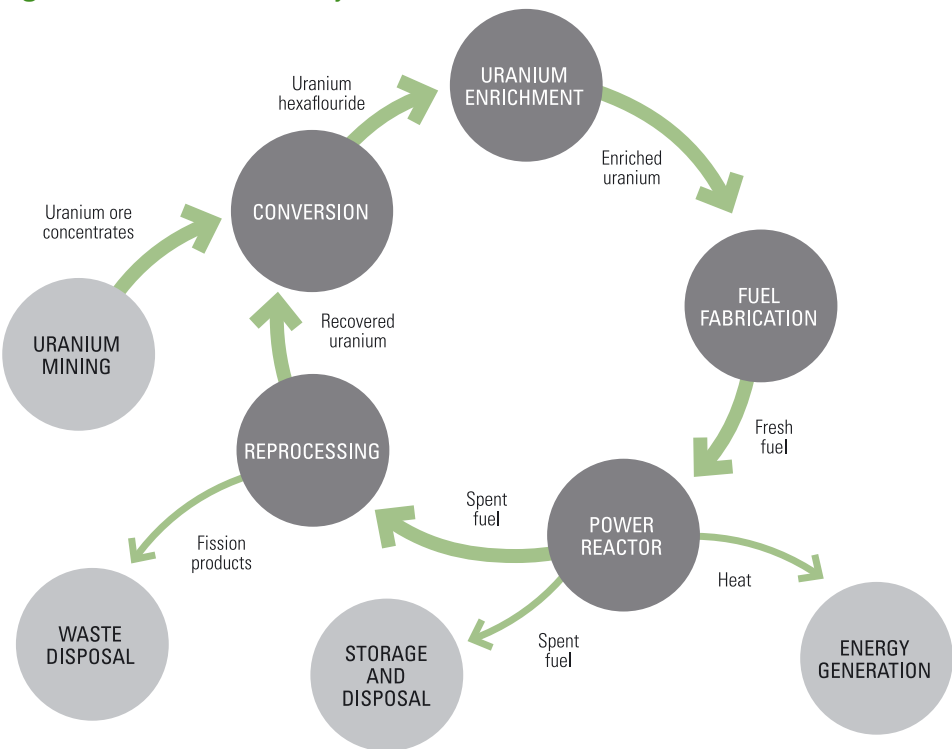 URANIUM
ENRICHMENT
Uranium
hexaflouride
Enriched
uranium
CONVERSION
Uranium ore
concentrates
FUEL
FABRICATION
Recovered
uranium
URANIUM
MINING
Fresh
fuel
REPROCESSING
Spent
fuel
POWER
REACTOR
Fission
products
Heat
Spent
fuel
WASTE
DISPOSAL
STORAGE
AND
DISPOSAL
ENERGY
GENERATION